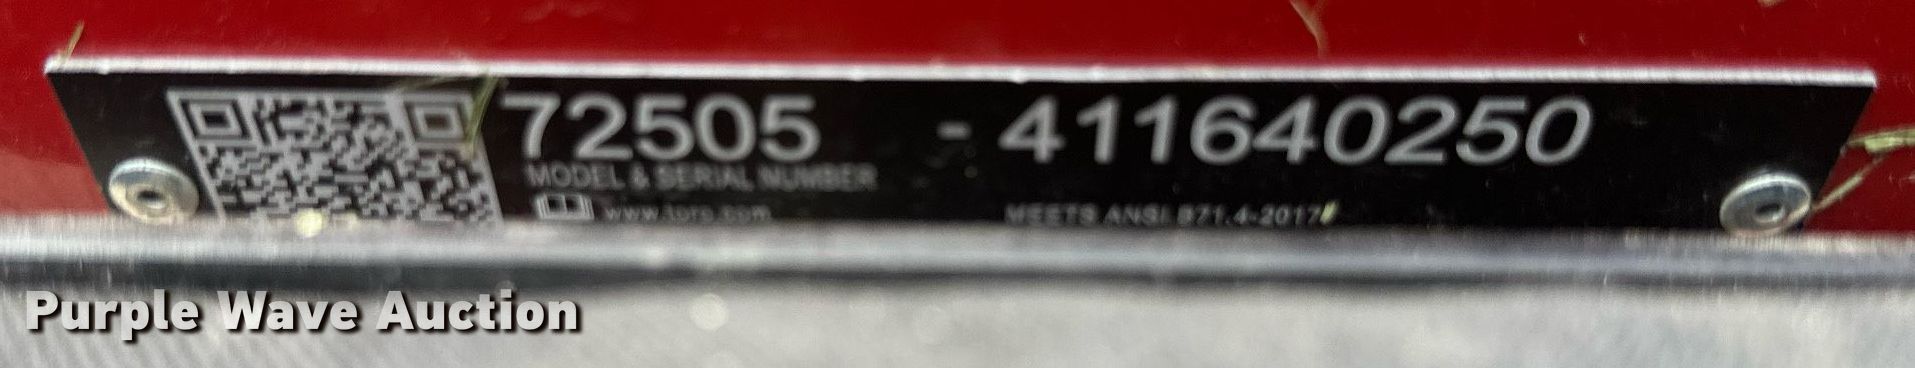 72505 - 411640250
MODEL & SERIAL NUMBER
www.toro.com
MEETS ANSI B71.4-2017
Purple Wave Auction